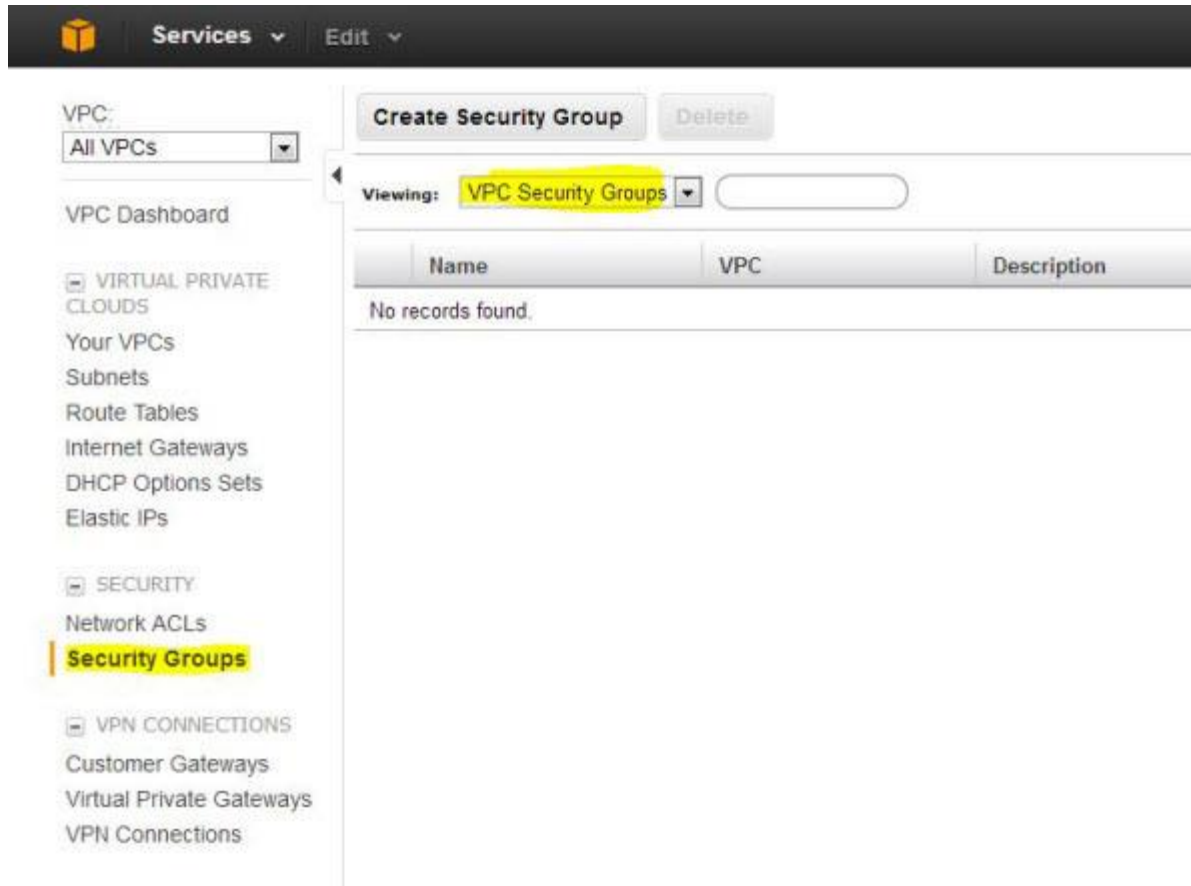 Services Edit
VPC:
All VPCs
VPC Dashboard
VIRTUAL PRIVATE
CLOUDS
Your VPCs
Subnets
Route Tables
Internet Gateways
DHCP Options Sets
Elastic IPs
SECURITY
Network ACLs
Security Groups
VPN CONNECTIONS
Customer Gateways
Virtual Private Gateways
VPN Connections
Create Security Group Delete
Viewing: VPC Security Groups
Name VPC Description
No records found.